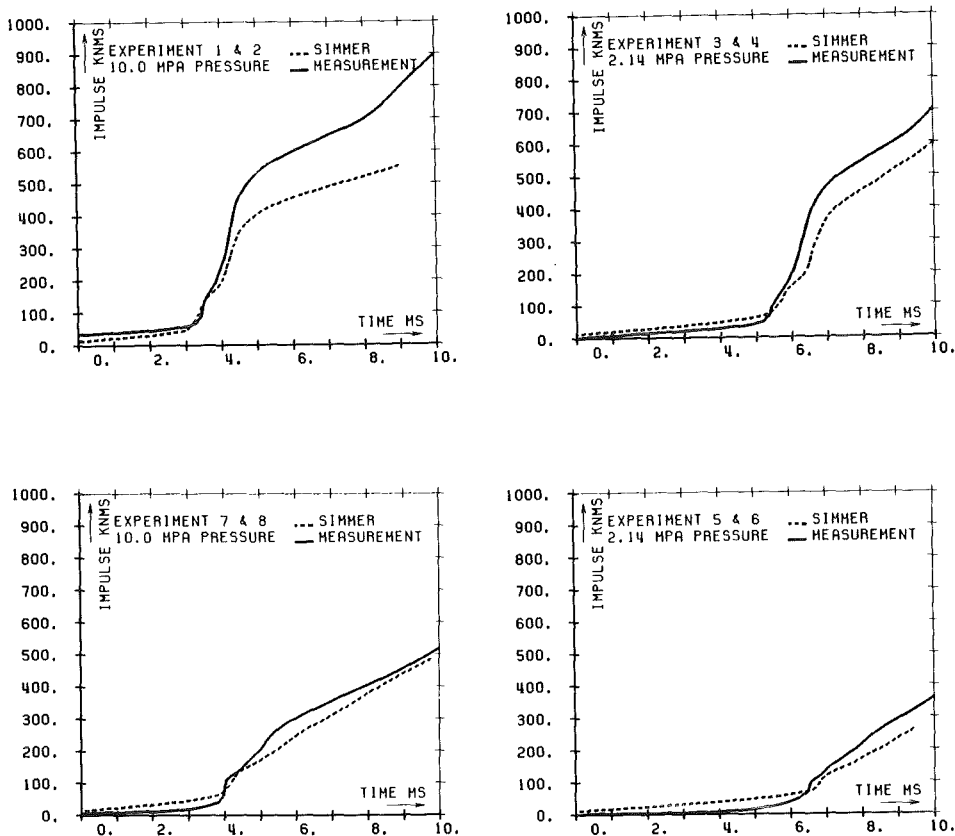 1000.
900.
800.
700.
600.
500.
400.
300.
200.
100.
0.
IMPULSE KNMS
EXPERIMENT 1 & 2
10.0 MPA PRESSURE
SIMMER
MEASUREMENT
TIME MS
0. 2. 4. 6. 8. 10.
1000.
900.
800.
700.
600.
500.
400.
300.
200.
100.
0.
IMPULSE KNMS
EXPERIMENT 3 & 4
2.14 MPA PRESSURE
SIMMER
MEASUREMENT
TIME MS
0. 2. 4. 6. 8. 10.
1000.
900.
800.
700.
600.
500.
400.
300.
200.
100.
0.
IMPULSE KNMS
EXPERIMENT 7 & 8
10.0 MPA PRESSURE
SIMMER
MEASUREMENT
TIME MS
0. 2. 4. 6. 8. 10.
1000.
900.
800.
700.
600.
500.
400.
300.
200.
100.
0.
IMPULSE KNMS
EXPERIMENT 5 & 6
2.14 MPA PRESSURE
SIMMER
MEASUREMENT
TIME MS
0. 2. 4. 6. 8. 10.